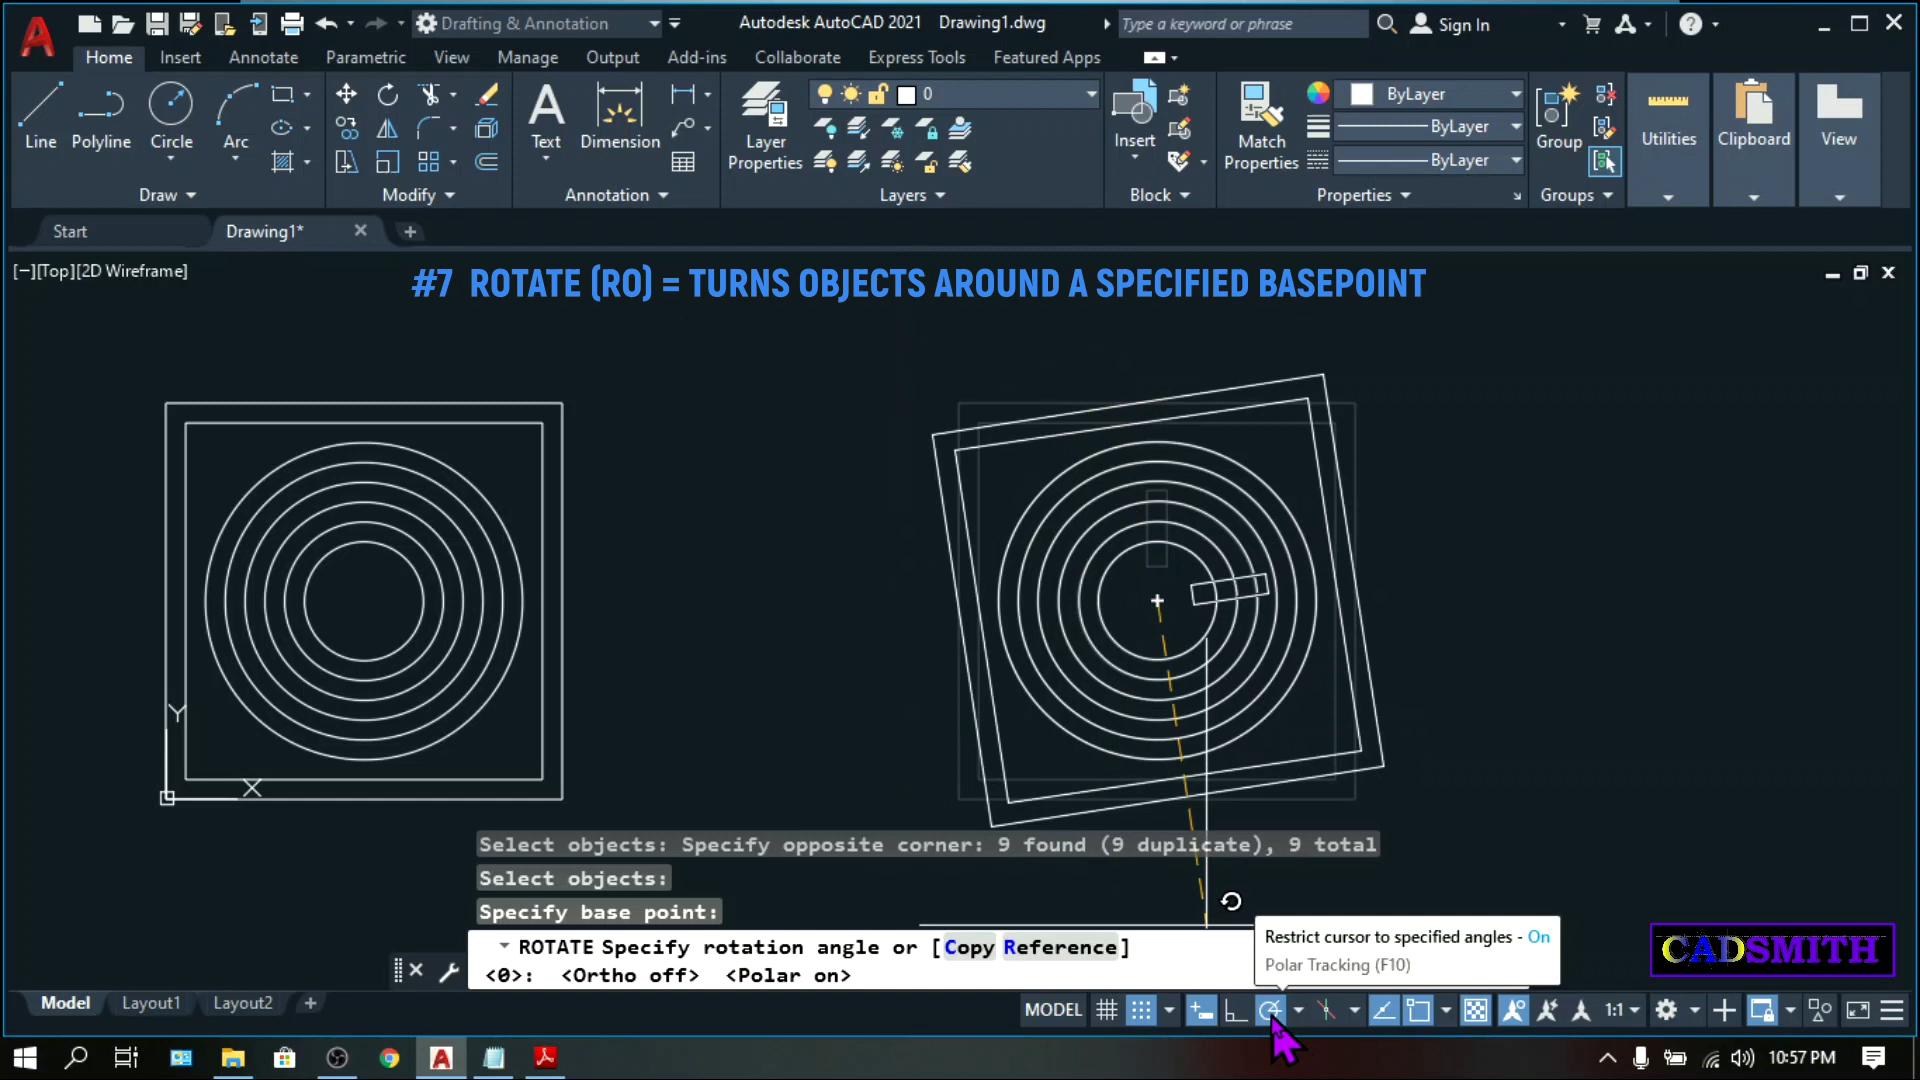 Drafting & Annotation
Autodesk AutoCAD 2021 Drawing1.dwg
Type a keyword or phrase
Sign In
Home Insert Annotate Parametric View Manage Output Add-ins Collaborate Express Tools Featured Apps
Line Polyline Circle Arc
Text Dimension
Layer Properties
0
Insert
Match Properties
ByLayer
ByLayer
ByLayer
Group
Utilities
Clipboard
View
Draw Modify Annotation Layers Block Properties Groups
Start Drawing1*
[−][Top][2D Wireframe]
#7 ROTATE (RO) = TURNS OBJECTS AROUND A SPECIFIED BASEPOINT
Y
X
Select objects: Specify opposite corner: 9 found (9 duplicate), 9 total
Select objects:
Specify base point:
ROTATE Specify rotation angle or [Copy Reference]
<0>: <Ortho off> <Polar on>
Restrict cursor to specified angles - On
Polar Tracking (F10)
CADSMITH
Model Layout1 Layout2
MODEL
1:1
10:57 PM